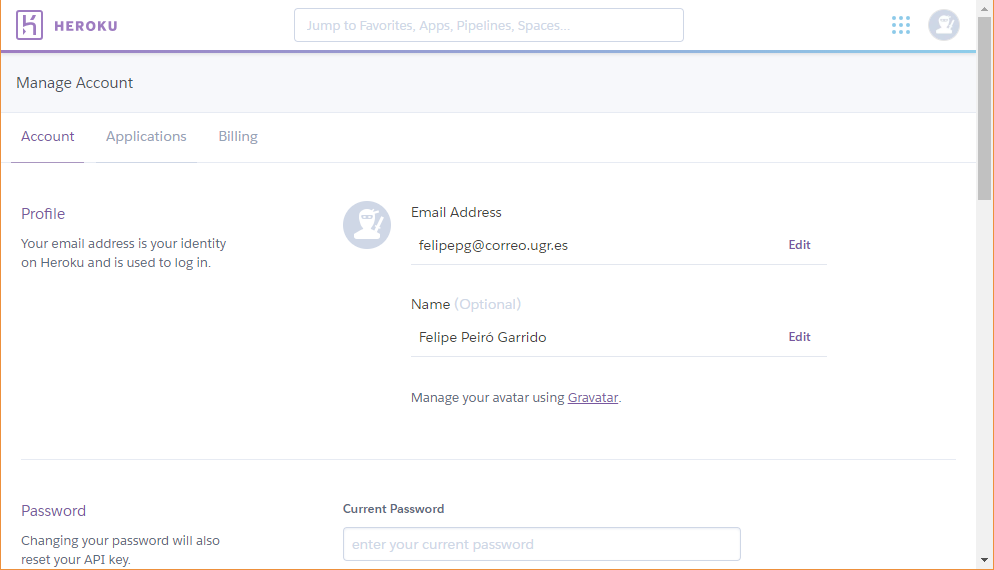 HEROKU
Jump to Favorites, Apps, Pipelines, Spaces...
Manage Account
Account
Applications
Billing
Profile
Your email address is your identity
on Heroku and is used to log in.
Email Address
felipepg@correo.ugr.es
Edit
Name (Optional)
Felipe Peiró Garrido
Edit
Manage your avatar using Gravatar.
Password
Changing your password will also
reset your API key.
Current Password
enter your current password